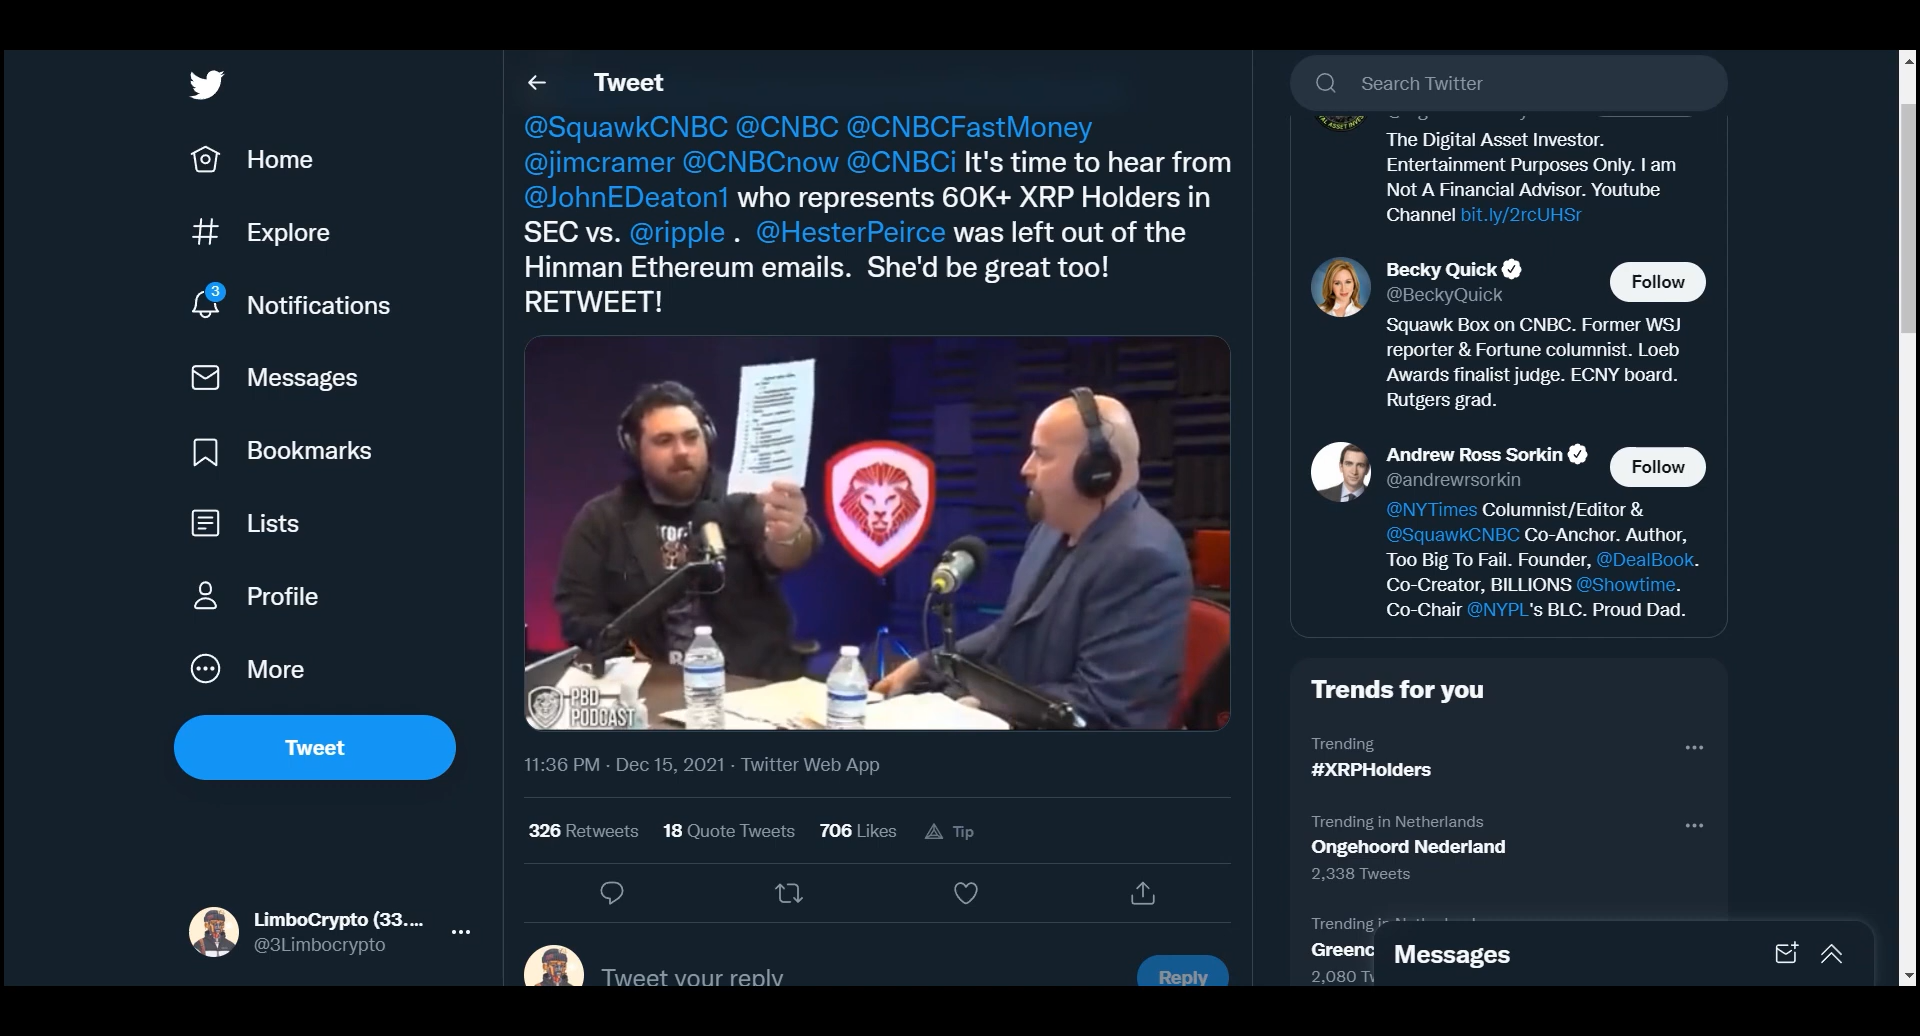 Home
Explore
3
Notifications
Messages
Bookmarks
Lists
Profile
More
Tweet
LimboCrypto (33....
@3Limbocrypto
Tweet
@SquawkCNBC @CNBC @CNBCFastMoney
@jimcramer @CNBCnow @CNBCi It's time to hear from
@JohnEDeaton1 who represents 60K+ XRP Holders in
SEC vs. @ripple . @HesterPeirce was left out of the
Hinman Ethereum emails. She'd be great too!
RETWEET!
PBD
PODCAST
11:36 PM · Dec 15, 2021 · Twitter Web App
326 Retweets 18 Quote Tweets 706 Likes Tip
Tweet your reply
Reply
Search Twitter
The Digital Asset Investor.
Entertainment Purposes Only. I am
Not A Financial Advisor. Youtube
Channel bit.ly/2rcUHSr
Becky Quick
@BeckyQuick
Follow
Squawk Box on CNBC. Former WSJ
reporter & Fortune columnist. Loeb
Awards finalist judge. ECNY board.
Rutgers grad.
Andrew Ross Sorkin
@andrewrsorkin
Follow
@NYTimes Columnist/Editor &
@SquawkCNBC Co-Anchor. Author,
Too Big To Fail. Founder, @DealBook.
Co-Creator, BILLIONS @Showtime.
Co-Chair @NYPL's BLC. Proud Dad.
Trends for you
Trending
#XRPHolders
Trending in Netherlands
Ongehoord Nederland
2,338 Tweets
Trending
Greenc
2,080
Messages